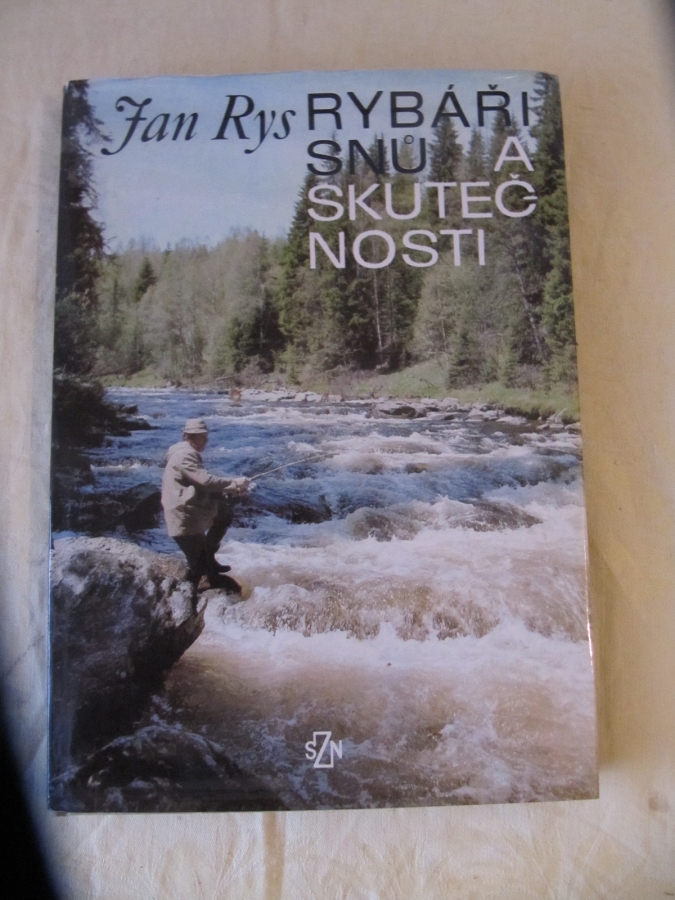 Jan Rys
RYBÁŘI
SNŮ A
SKUTEČ-
NOSTI
SZN